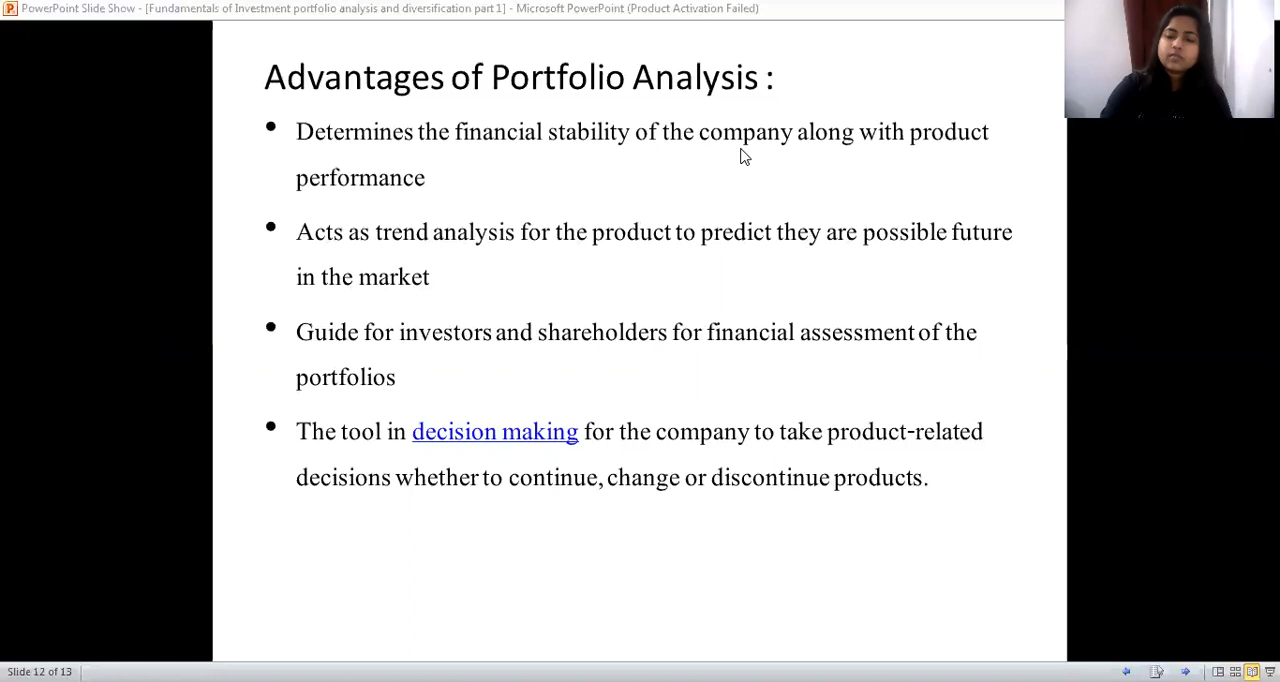 PowerPoint Slide Show - [Fundamentals of Investment portfolio analysis and diversification part 1] - Microsoft PowerPoint (Product Activation Failed)
Advantages of Portfolio Analysis :
• Determines the financial stability of the company along with product
performance
• Acts as trend analysis for the product to predict they are possible future
in the market
• Guide for investors and shareholders for financial assessment of the
portfolios
• The tool in decision making for the company to take product-related
decisions whether to continue, change or discontinue products.
Slide 12 of 13